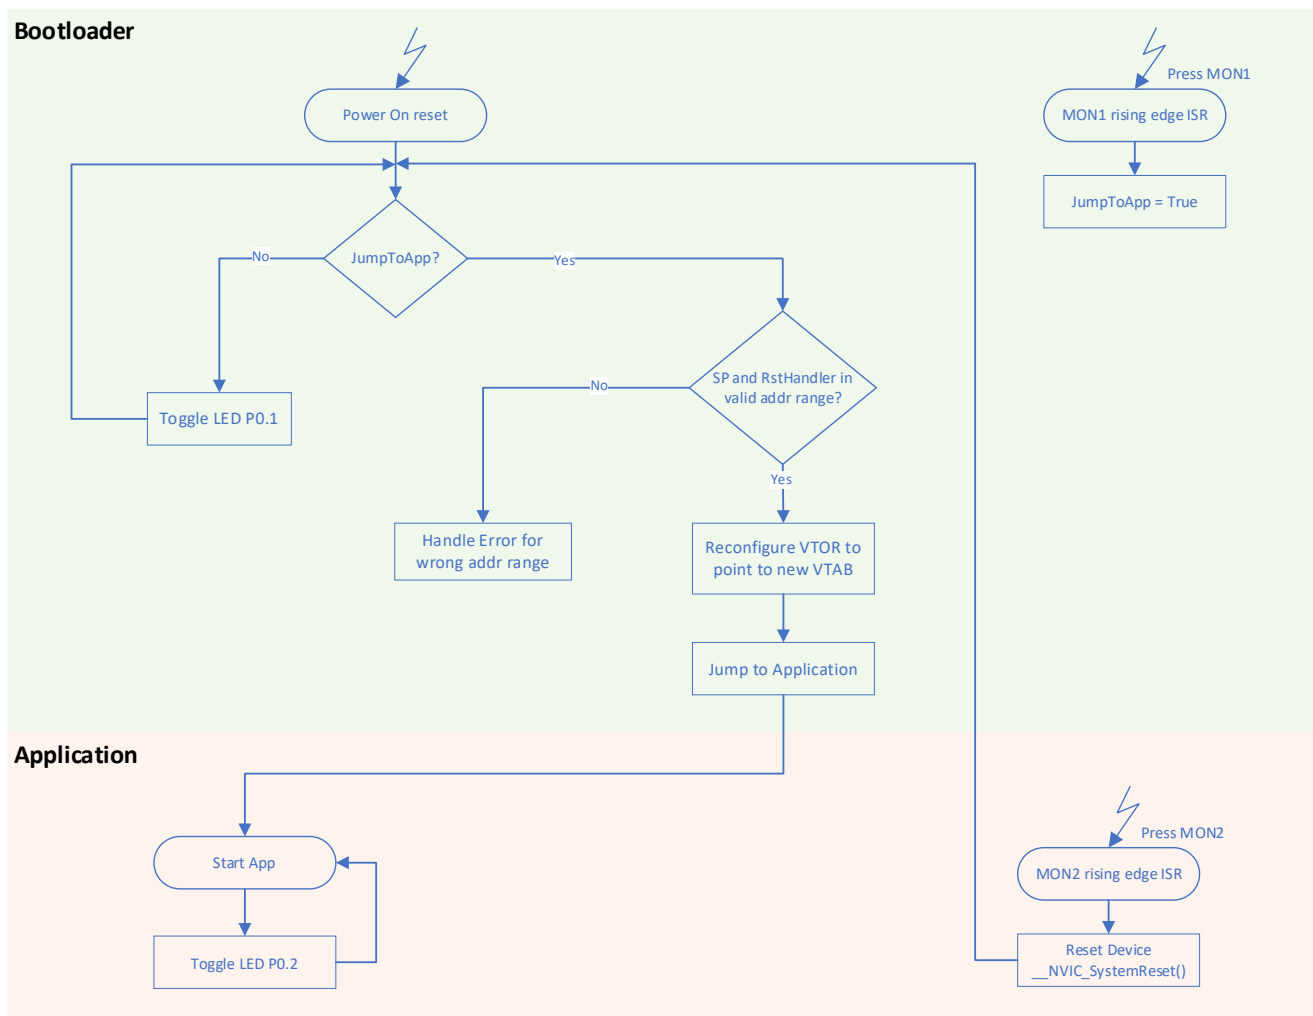 Bootloader
Press MON1
Power On reset
MON1 rising edge ISR
JumpToApp = True
JumpToApp?
No
Yes
SP and RstHandler in
valid addr range?
No
Toggle LED P0.1
Yes
Handle Error for
wrong addr range
Reconfigure VTOR to
point to new VTAB
Jump to Application
Application
Press MON2
Start App
MON2 rising edge ISR
Toggle LED P0.2
Reset Device
__NVIC_SystemReset()